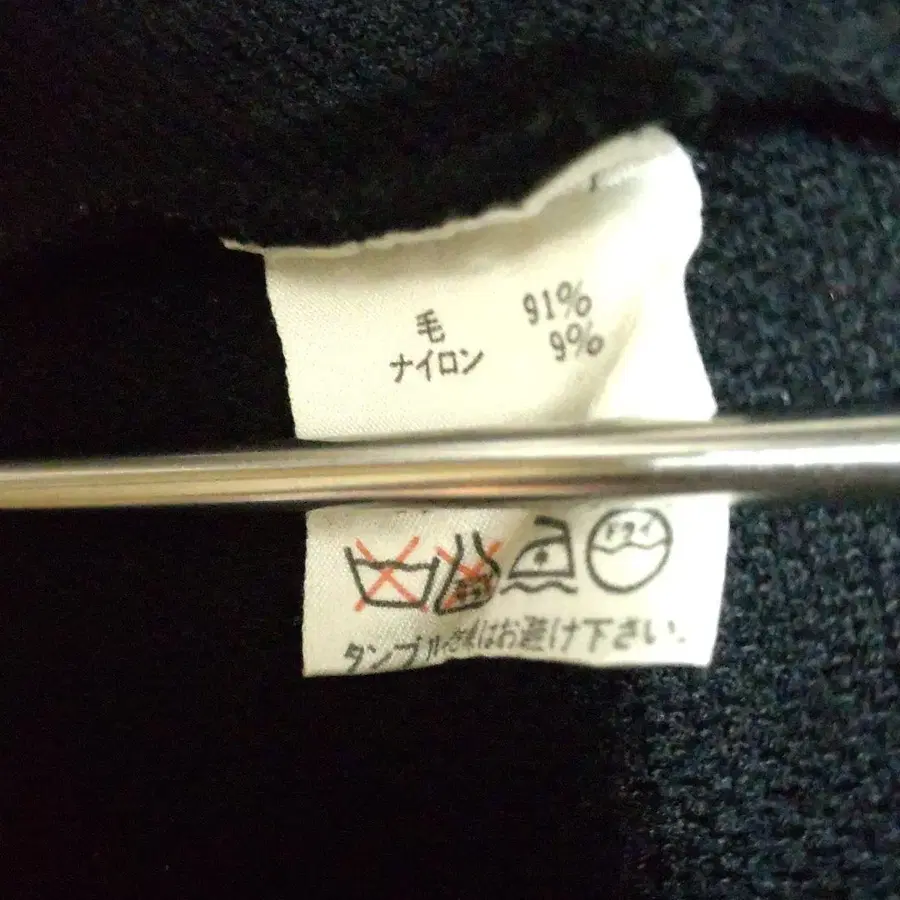 毛 91%
ナイロン 9%
ドライ
タンブル乾燥はお避け下さい。